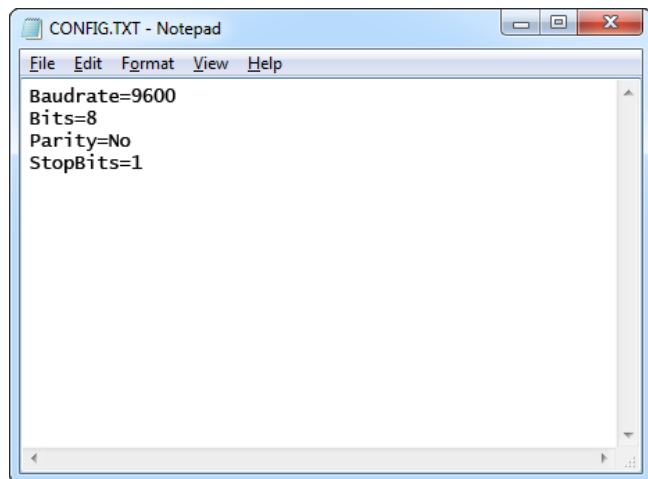 CONFIG.TXT - Notepad
File Edit Format View Help
Baudrate=9600
Bits=8
Parity=No
StopBits=1